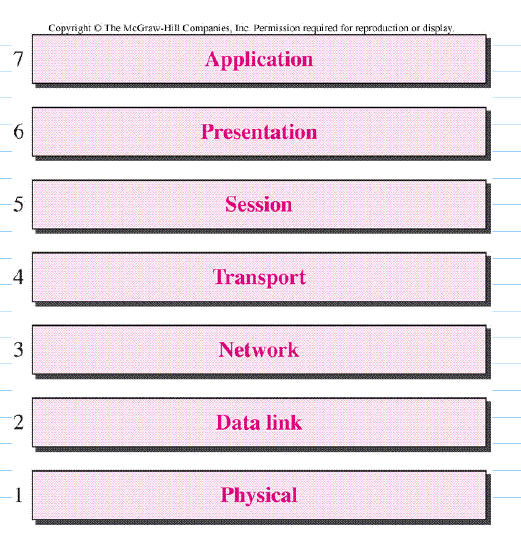 Copyright © The McGraw-Hill Companies, Inc. Permission required for reproduction or display.
7 Application
6 Presentation
5 Session
4 Transport
3 Network
2 Data link
1 Physical